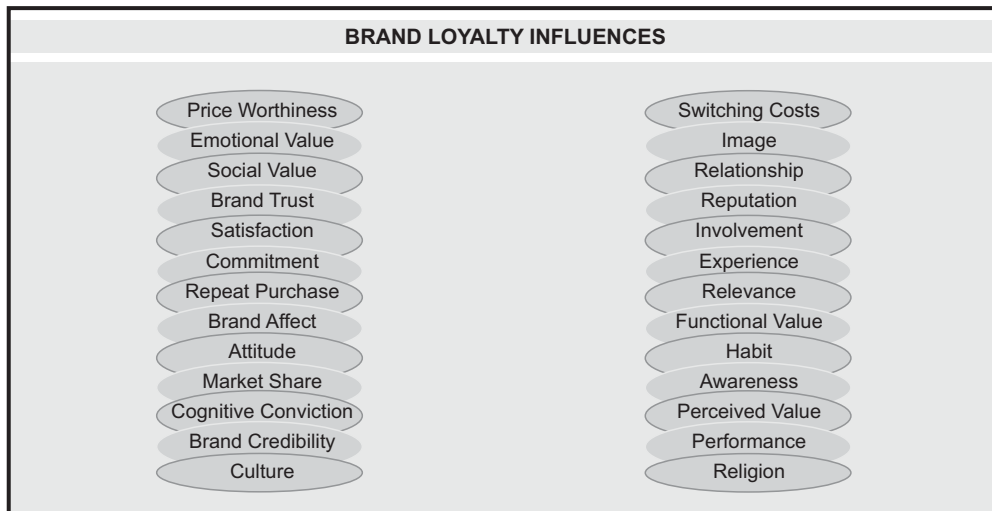 BRAND LOYALTY INFLUENCES
Price Worthiness
Emotional Value
Social Value
Brand Trust
Satisfaction
Commitment
Repeat Purchase
Brand Affect
Attitude
Market Share
Cognitive Conviction
Brand Credibility
Culture
Switching Costs
Image
Relationship
Reputation
Involvement
Experience
Relevance
Functional Value
Habit
Awareness
Perceived Value
Performance
Religion